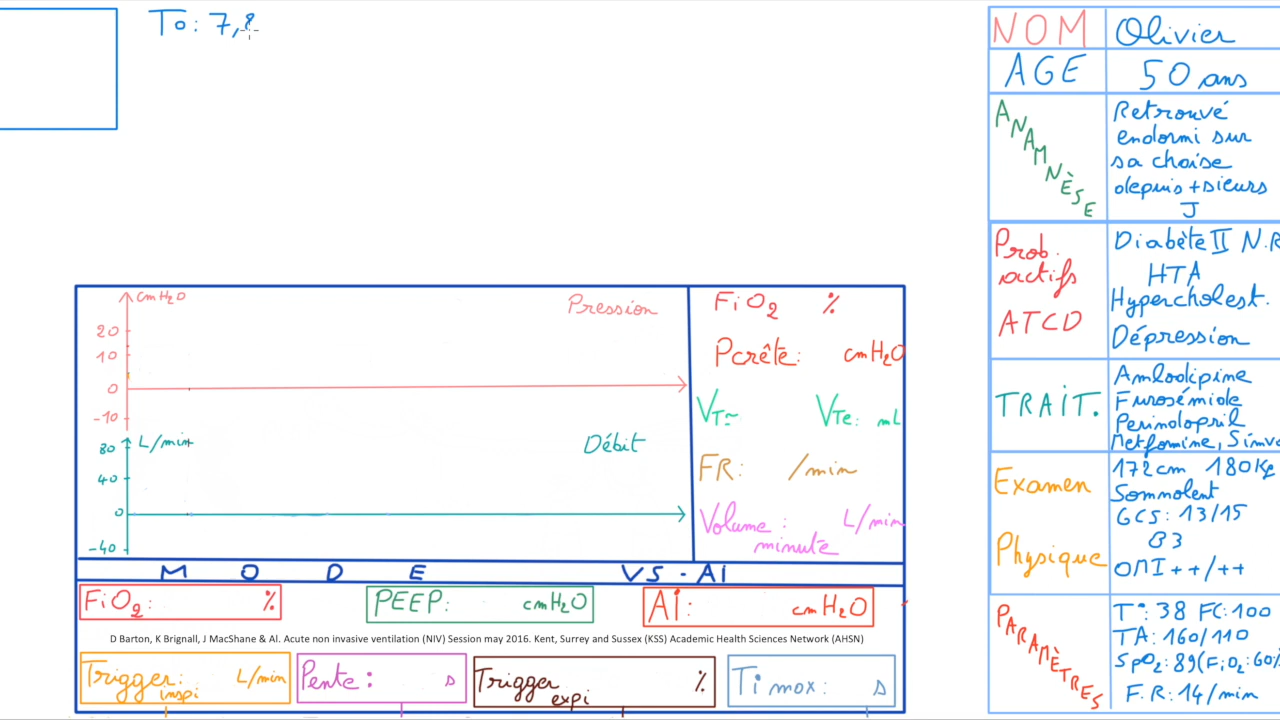 To: 7,8
cmH2O
Pression
20
10
0
-10
L/min
Débit
80
40
0
-40
FiO2 %
Pcrête: cmH2O
VT~ VTe: mL
FR: /min
Volume: L/min
minute
MODE VS-AI
FiO2: %
PEEP: cmH2O
AI: cmH2O
D Barton, K Brignall, J MacShane & Al. Acute non invasive ventilation (NIV) Session may 2016. Kent, Surrey and Sussex (KSS) Academic Health Sciences Network (AHSN)
Trigger: L/min
inspi
Pente: s
Trigger %
expi
Ti max: s
NOM Olivier
AGE 50 ans
ANAMNÈSE
Retrouvé
endormi sur
sa chaise
depuis +sieurs
J
Prob.
actifs
ATCD
Diabète II N.R
HTA
Hypercholest.
Dépression
TRAIT.
Amlodipine
Furosémide
Perindopril
Metformine, Simva
Examen
Physique
172cm 180Kg
Somnolent
GCS: 13/15
B3
OMI ++/++
PARAMÈTRES
T°: 38 FC: 100
TA: 160/110
SpO2: 89(FiO2: 60%
F.R: 14/min